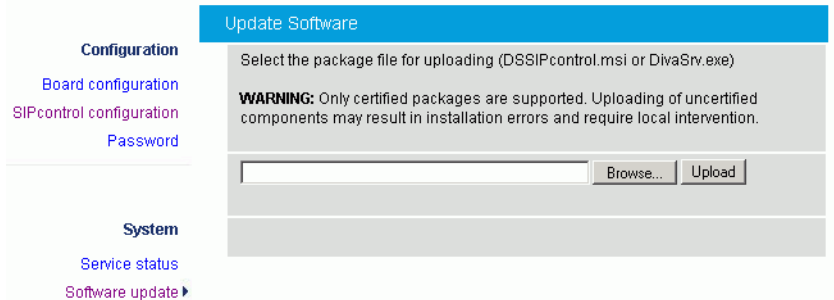 Configuration
Board configuration
SIPcontrol configuration
Password
System
Service status
Software update
Update Software
Select the package file for uploading (DSSIPcontrol.msi or DivaSrv.exe)
WARNING: Only certified packages are supported. Uploading of uncertified
components may result in installation errors and require local intervention.
Browse... Upload